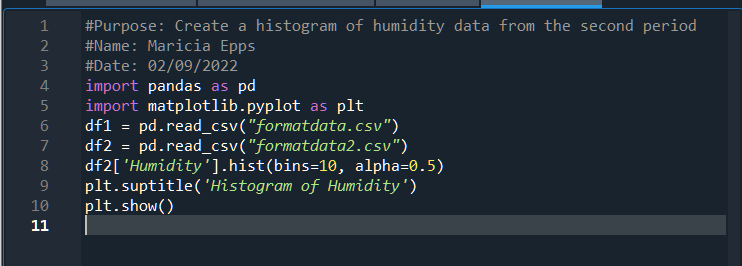 1 #Purpose: Create a histogram of humidity data from the second period
2 #Name: Maricia Epps
3 #Date: 02/09/2022
4 import pandas as pd
5 import matplotlib.pyplot as plt
6 df1 = pd.read_csv("formatdata.csv")
7 df2 = pd.read_csv("formatdata2.csv")
8 df2['Humidity'].hist(bins=10, alpha=0.5)
9 plt.suptitle('Histogram of Humidity')
10 plt.show()
11